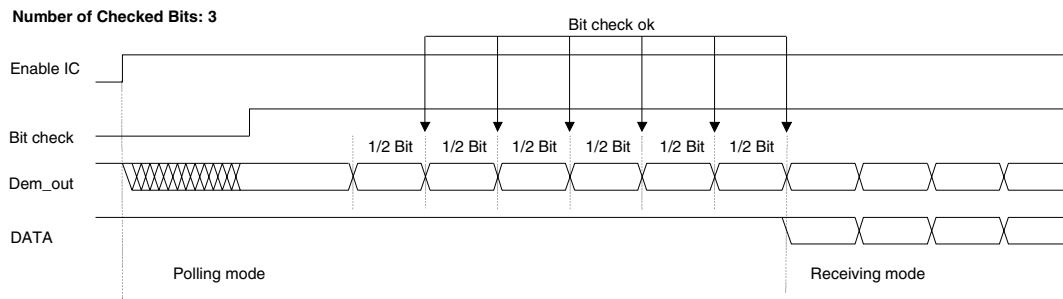 Number of Checked Bits: 3
Bit check ok
Enable IC
Bit check
1/2 Bit 1/2 Bit 1/2 Bit 1/2 Bit 1/2 Bit 1/2 Bit
Dem_out
DATA
Polling mode Receiving mode